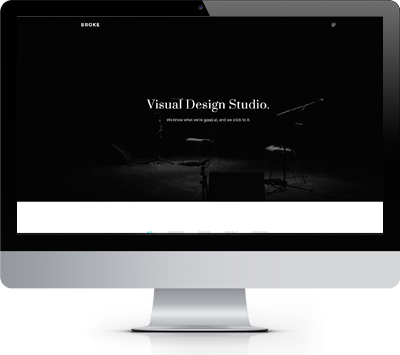 BROKE
Visual Design Studio.
We know what we're good at, and we stick to it.